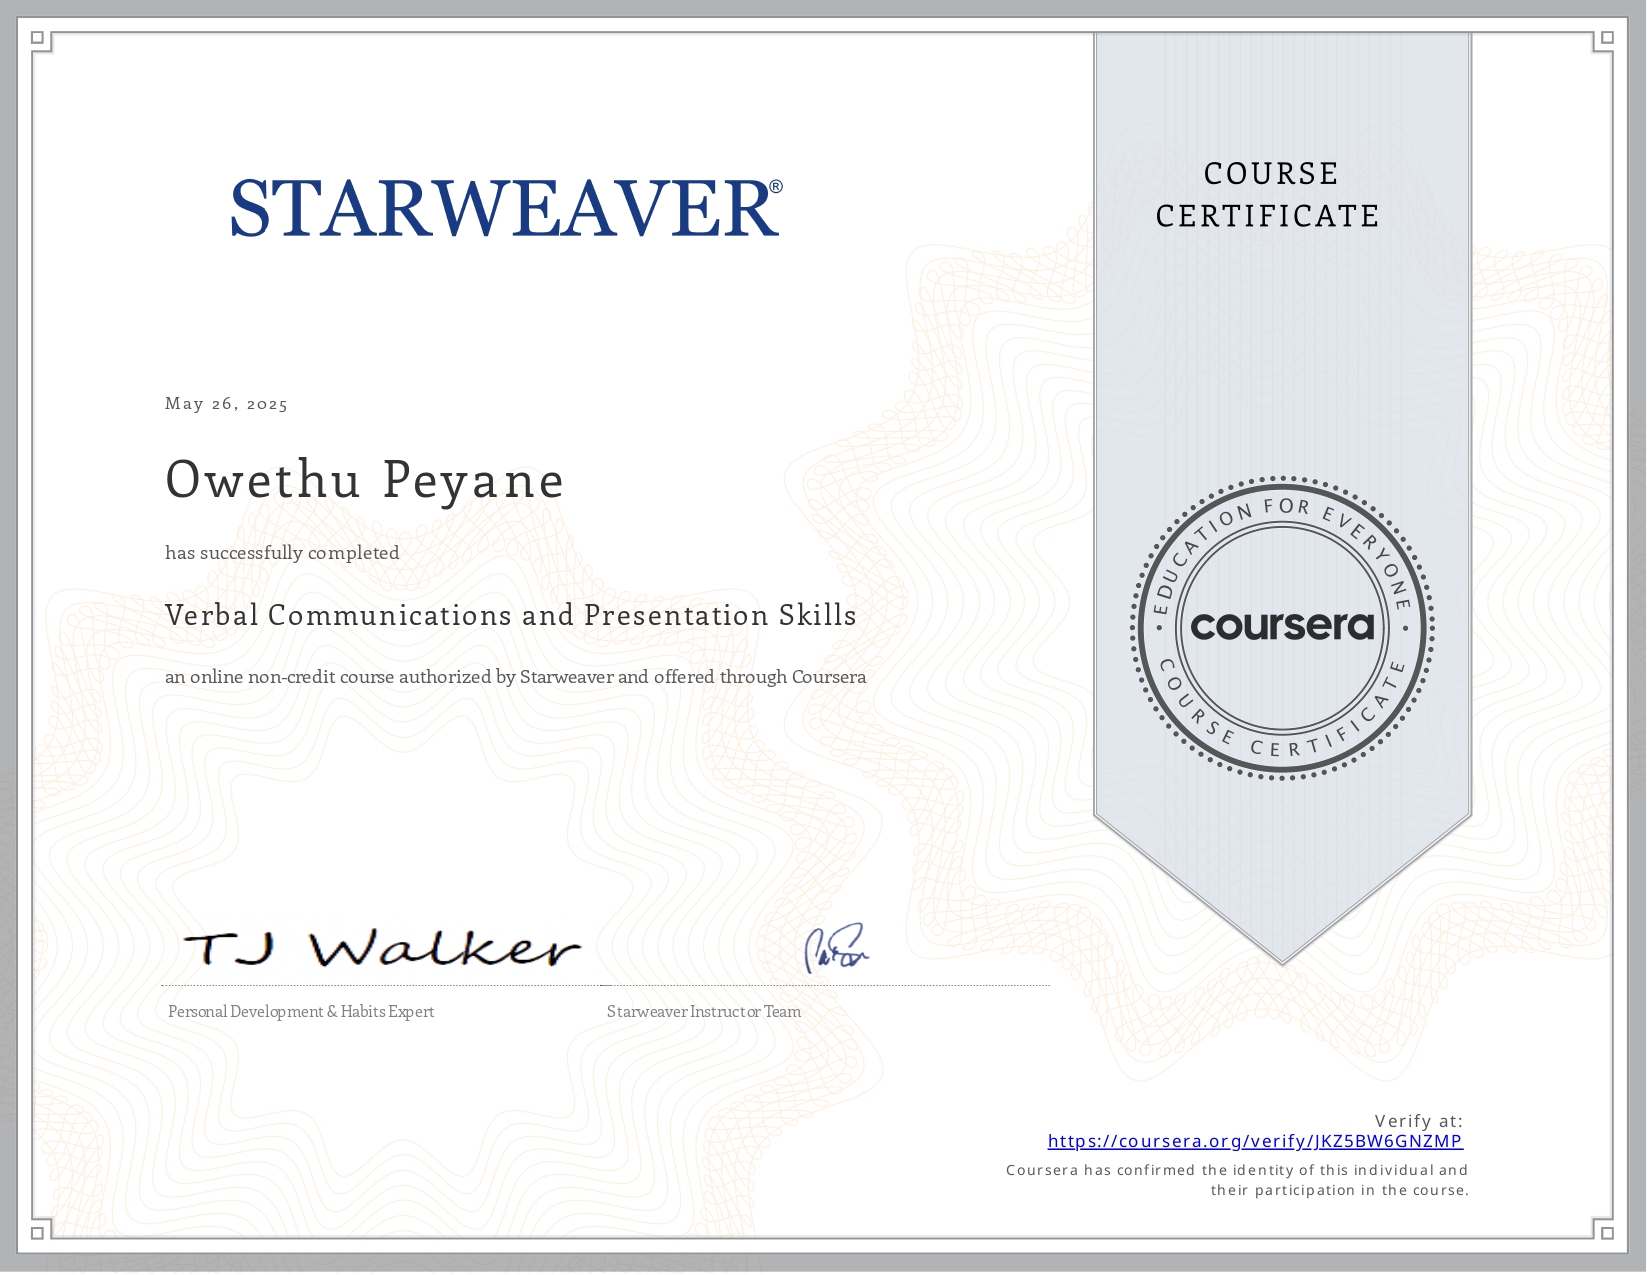 STARWEAVER®
COURSE
CERTIFICATE
May 26, 2025
Owethu Peyane
has successfully completed
Verbal Communications and Presentation Skills
an online non-credit course authorized by Starweaver and offered through Coursera
• EDUCATION FOR EVERYONE •
coursera
COURSE CERTIFICATE
TJ Walker
Personal Development & Habits Expert
Starweaver Instructor Team
Verify at:
https://coursera.org/verify/JKZ5BW6GNZMP
Coursera has confirmed the identity of this individual and
their participation in the course.